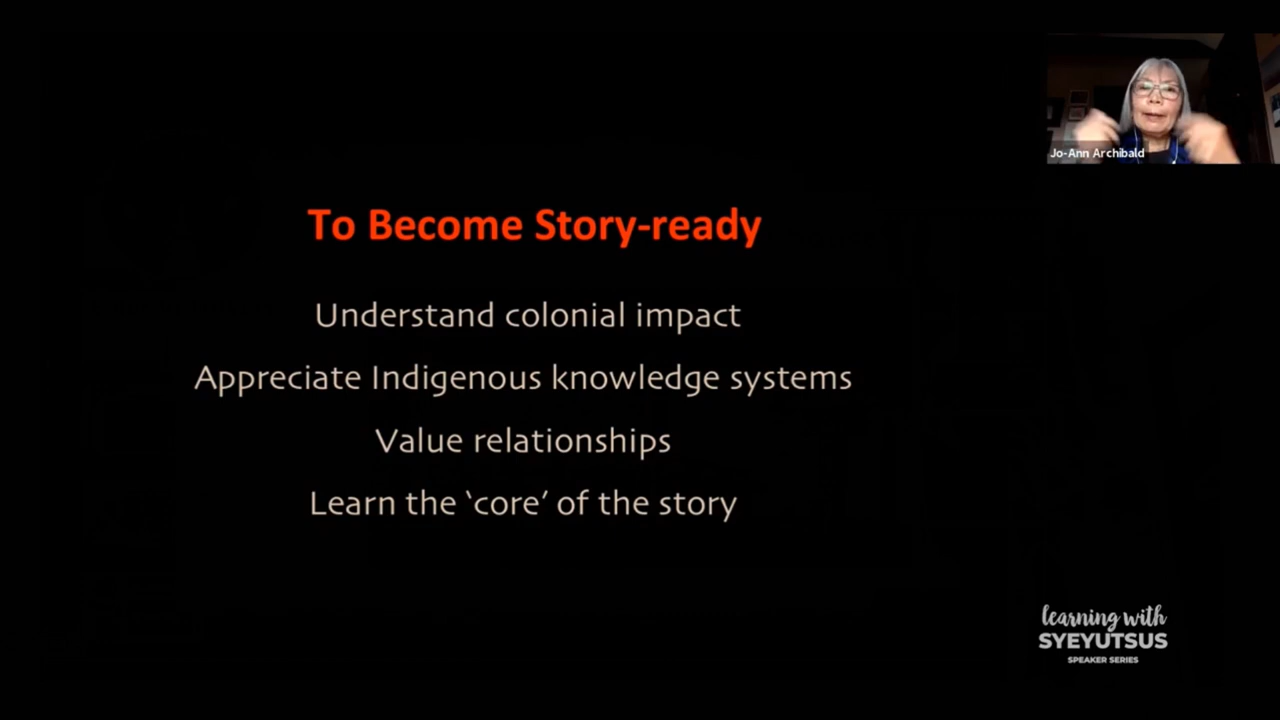 To Become Story-ready
Understand colonial impact
Appreciate Indigenous knowledge systems
Value relationships
Learn the ‘core’ of the story
Jo-Ann Archibald
learning with
SYEYUTSUS
SPEAKER SERIES